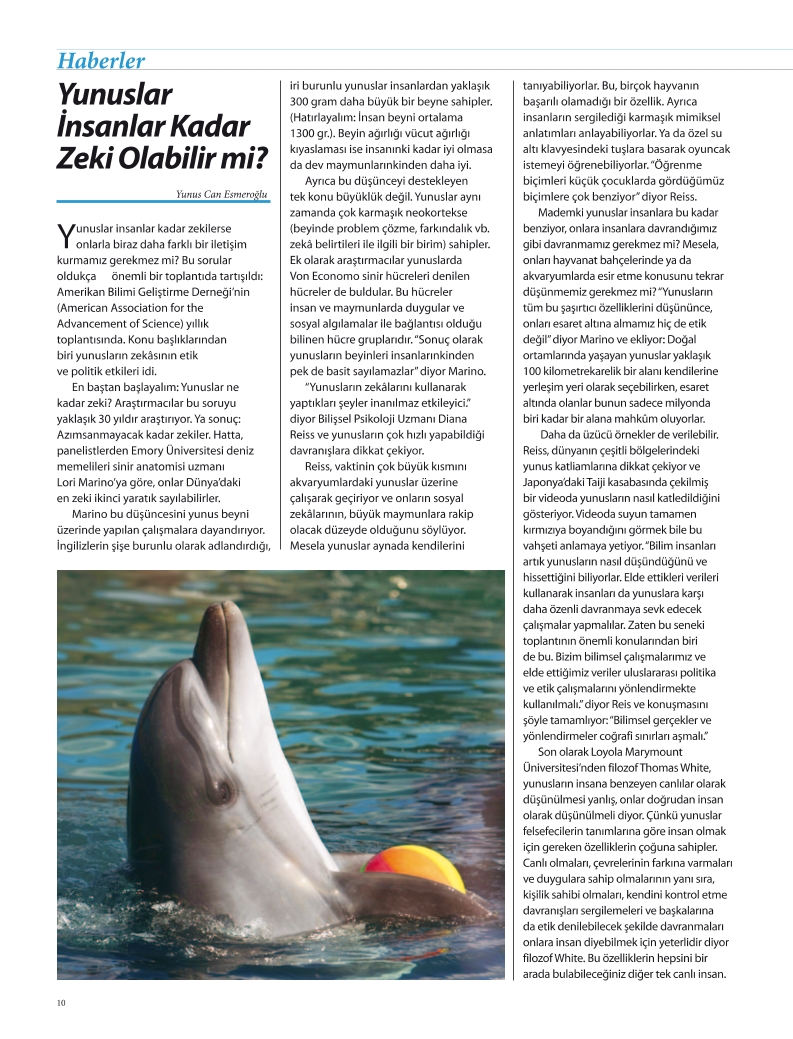 Haberler
Yunuslar
İnsanlar Kadar
Zeki Olabilir mi?
Yunus Can Esmeroğlu
Yunuslar insanlar kadar zekilerse
onlarla biraz daha farklı bir iletişim
kurmamız gerekmez mi? Bu sorular
oldukça önemli bir toplantıda tartışıldı:
Amerikan Bilimi Geliştirme Derneği’nin
(American Association for the
Advancement of Science) yıllık
toplantısında. Konu başlıklarından
biri yunusların zekâsının etik
ve politik etkileri idi.
En baştan başlayalım: Yunuslar ne
kadar zeki? Araştırmacılar bu soruyu
yaklaşık 30 yıldır araştırıyor. Ya sonuç:
Azımsanmayacak kadar zekiler. Hatta,
panelistlerden Emory Üniversitesi deniz
memelileri sinir anatomisi uzmanı
Lori Marino’ya göre, onlar Dünya’daki
en zeki ikinci yaratık sayılabilirler.
Marino bu düşüncesini yunus beyni
üzerinde yapılan çalışmalara dayandırıyor.
İngilizlerin şişe burunlu olarak adlandırdığı,
iri burunlu yunuslar insanlardan yaklaşık
300 gram daha büyük bir beyne sahipler.
(Hatırlayalım: İnsan beyni ortalama
1300 gr.). Beyin ağırlığı vücut ağırlığı
kıyaslaması ise insanınki kadar iyi olmasa
da dev maymunlarınkinden daha iyi.
Ayrıca bu düşünceyi destekleyen
tek konu büyüklük değil. Yunuslar aynı
zamanda çok karmaşık neokortekse
(beyinde problem çözme, farkındalık vb.
zekâ belirtileri ile ilgili bir birim) sahipler.
Ek olarak araştırmacılar yunuslarda
Von Economo sinir hücreleri denilen
hücreler de buldular. Bu hücreler
insan ve maymunlarda duygular ve
sosyal algılamalar ile bağlantısı olduğu
bilinen hücre gruplarıdır. “Sonuç olarak
yunusların beyinleri insanlarınkinden
pek de basit sayılamazlar” diyor Marino.
“Yunusların zekâlarını kullanarak
yaptıkları şeyler inanılmaz etkileyici.”
diyor Bilişsel Psikoloji Uzmanı Diana
Reiss ve yunusların çok hızlı yapabildiği
davranışlara dikkat çekiyor.
Reiss, vaktinin çok büyük kısmını
akvaryumlardaki yunuslar üzerine
çalışarak geçiriyor ve onların sosyal
zekâlarının, büyük maymunlara rakip
olacak düzeyde olduğunu söylüyor.
Mesela yunuslar aynada kendilerini
tanıyabiliyorlar. Bu, birçok hayvanın
başarılı olamadığı bir özellik. Ayrıca
insanların sergilediği karmaşık mimiksel
anlatımları anlayabiliyorlar. Ya da özel su
altı klavyesindeki tuşlara basarak oyuncak
istemeyi öğrenebiliyorlar. “Öğrenme
biçimleri küçük çocuklarda gördüğümüz
biçimlere çok benziyor” diyor Reiss.
Mademki yunuslar insanlara bu kadar
benziyor, onlara insanlara davrandığımız
gibi davranmamız gerekmez mi? Mesela,
onları hayvanat bahçelerinde ya da
akvaryumlarda esir etme konusunu tekrar
düşünmemiz gerekmez mi? “Yunusların
tüm bu şaşırtıcı özelliklerini düşününce,
onları esaret altına almamız hiç de etik
değil” diyor Marino ve ekliyor: Doğal
ortamlarında yaşayan yunuslar yaklaşık
100 kilometrekarelik bir alanı kendilerine
yerleşim yeri olarak seçebilirken, esaret
altında olanlar bunun sadece milyonda
biri kadar bir alana mahkûm oluyorlar.
Daha da üzücü örnekler de verilebilir.
Reiss, dünyanın çeşitli bölgelerindeki
yunus katliamlarına dikkat çekiyor ve
Japonya’daki Taiji kasabasında çekilmiş
bir videoda yunusların nasıl katledildiğini
gösteriyor. Videoda suyun tamamen
kırmızıya boyandığını görmek bile bu
vahşeti anlamaya yetiyor. “Bilim insanları
artık yunusların nasıl düşündüğünü ve
hissettiğini biliyorlar. Elde ettikleri verileri
kullanarak insanları da yunuslara karşı
daha özenli davranmaya sevk edecek
çalışmalar yapmalılar. Zaten bu seneki
toplantının önemli konularından biri
de bu. Bizim bilimsel çalışmalarımız ve
elde ettiğimiz veriler uluslararası politika
ve etik çalışmalarını yönlendirmekte
kullanılmalı.” diyor Reis ve konuşmasını
şöyle tamamlıyor: “Bilimsel gerçekler ve
yönlendirmeler coğrafi sınırları aşmalı.”
Son olarak Loyola Marymount
Üniversitesi’nden filozof Thomas White,
yunusların insana benzeyen canlılar olarak
düşünülmesi yanlış, onlar doğrudan insan
olarak düşünülmeli diyor. Çünkü yunuslar
felsefecilerin tanımlarına göre insan olmak
için gereken özelliklerin çoğuna sahipler.
Canlı olmaları, çevrelerinin farkına varmaları
ve duygulara sahip olmalarının yanı sıra,
kişilik sahibi olmaları, kendini kontrol etme
davranışları sergilemeleri ve başkalarına
da etik denilebilecek şekilde davranmaları
onlara insan diyebilmek için yeterlidir diyor
filozof White. Bu özelliklerin hepsini bir
arada bulabileceğiniz diğer tek canlı insan.
10